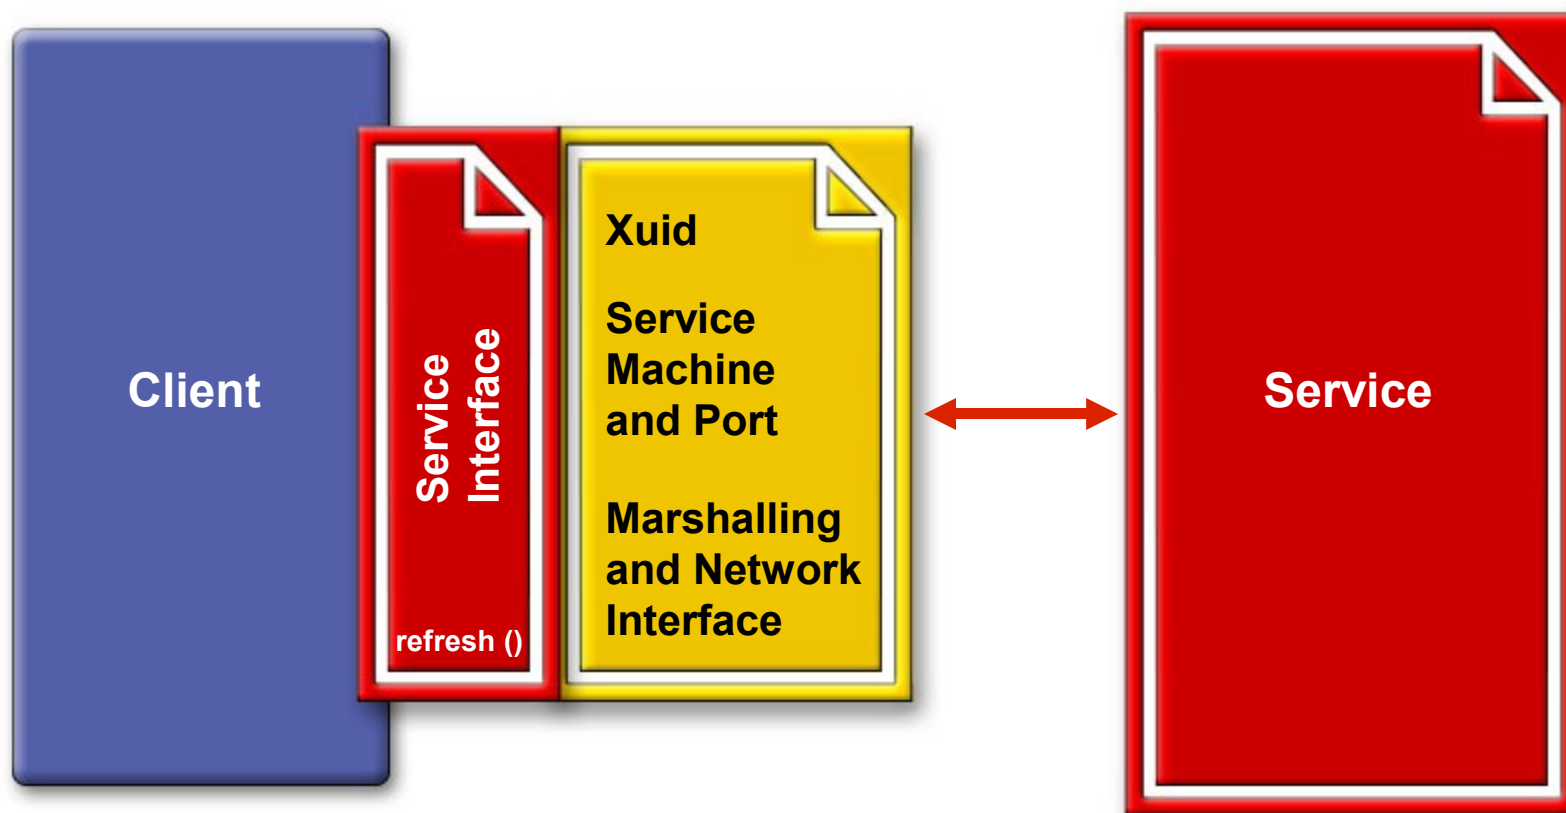 Client
Service
Interface
refresh ()
Xuid
Service
Machine
and Port
Marshalling
and Network
Interface
Service